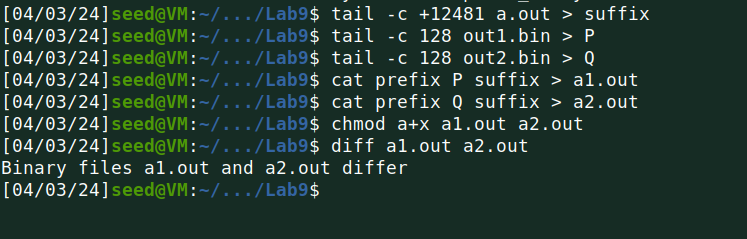 [04/03/24]seed@VM:~/.../Lab9$ tail -c +12481 a.out > suffix
[04/03/24]seed@VM:~/.../Lab9$ tail -c 128 out1.bin > P
[04/03/24]seed@VM:~/.../Lab9$ tail -c 128 out2.bin > Q
[04/03/24]seed@VM:~/.../Lab9$ cat prefix P suffix > a1.out
[04/03/24]seed@VM:~/.../Lab9$ cat prefix Q suffix > a2.out
[04/03/24]seed@VM:~/.../Lab9$ chmod a+x a1.out a2.out
[04/03/24]seed@VM:~/.../Lab9$ diff a1.out a2.out
Binary files a1.out and a2.out differ
[04/03/24]seed@VM:~/.../Lab9$